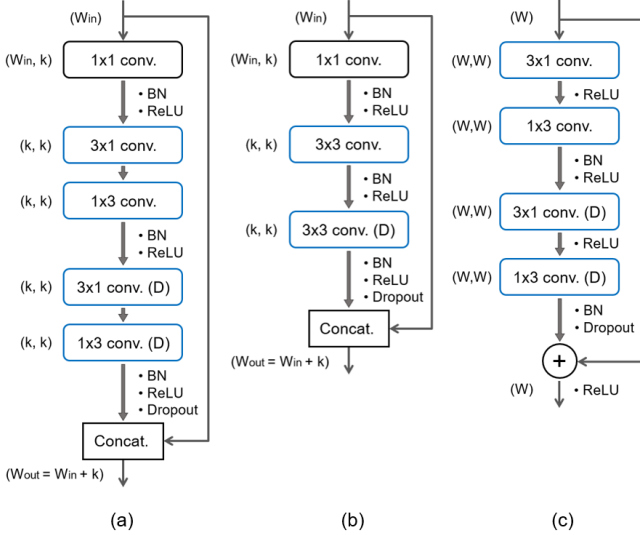 (Win)
(Win, k)
1x1 conv.
• BN
• ReLU
(k, k)
3x1 conv.
(k, k)
1x3 conv.
• BN
• ReLU
(k, k)
3x1 conv. (D)
(k, k)
1x3 conv. (D)
• BN
• ReLU
• Dropout
Concat.
(Wout = Win + k)
(a)
(Win)
(Win, k)
1x1 conv.
• BN
• ReLU
(k, k)
3x3 conv.
• BN
• ReLU
(k, k)
3x3 conv. (D)
• BN
• ReLU
• Dropout
Concat.
(Wout = Win + k)
(b)
(W)
(W,W)
3x1 conv.
• ReLU
(W,W)
1x3 conv.
• BN
• ReLU
(W,W)
3x1 conv. (D)
• ReLU
(W,W)
1x3 conv. (D)
• BN
• Dropout
+
(W)
• ReLU
(c)